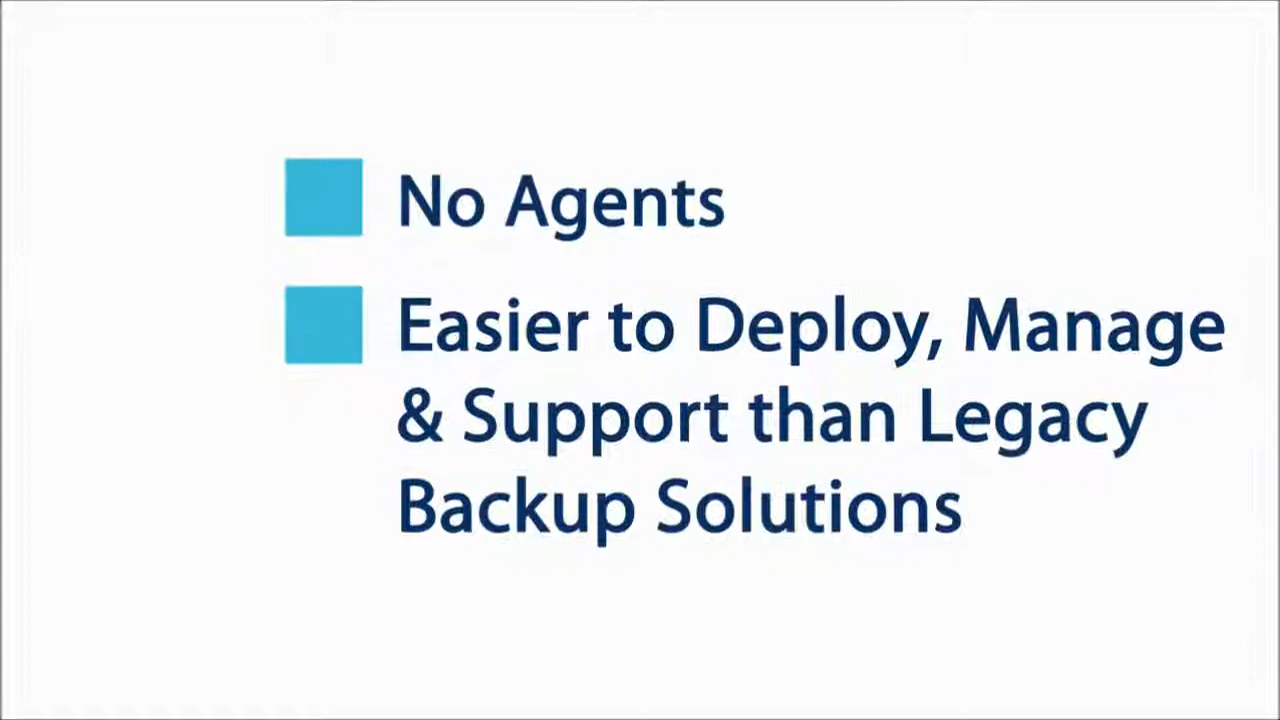 No Agents
Easier to Deploy, Manage
& Support than Legacy
Backup Solutions